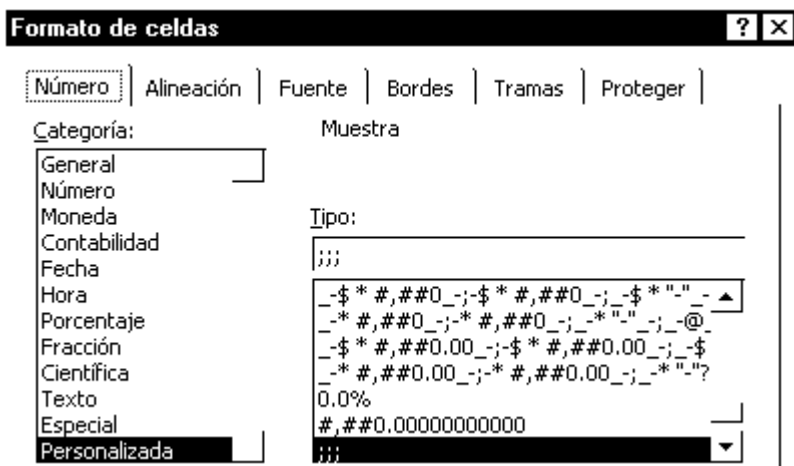 Formato de celdas ? ×
Número Alineación Fuente Bordes Tramas Proteger
Categoría:
General
Número
Moneda
Contabilidad
Fecha
Hora
Porcentaje
Fracción
Científica
Texto
Especial
Personalizada
Muestra
Tipo:
;;;
_-$ * #,##0_-;-$ * #,##0_-;_-$ * "-"_-
_-* #,##0_-;-* #,##0_-;_-* "-"_-;_-@_
_-$ * #,##0.00_-;-$ * #,##0.00_-;_-$
_-* #,##0.00_-;-* #,##0.00_-;_-* "-"?
0.0%
#,##0.00000000000
;;;